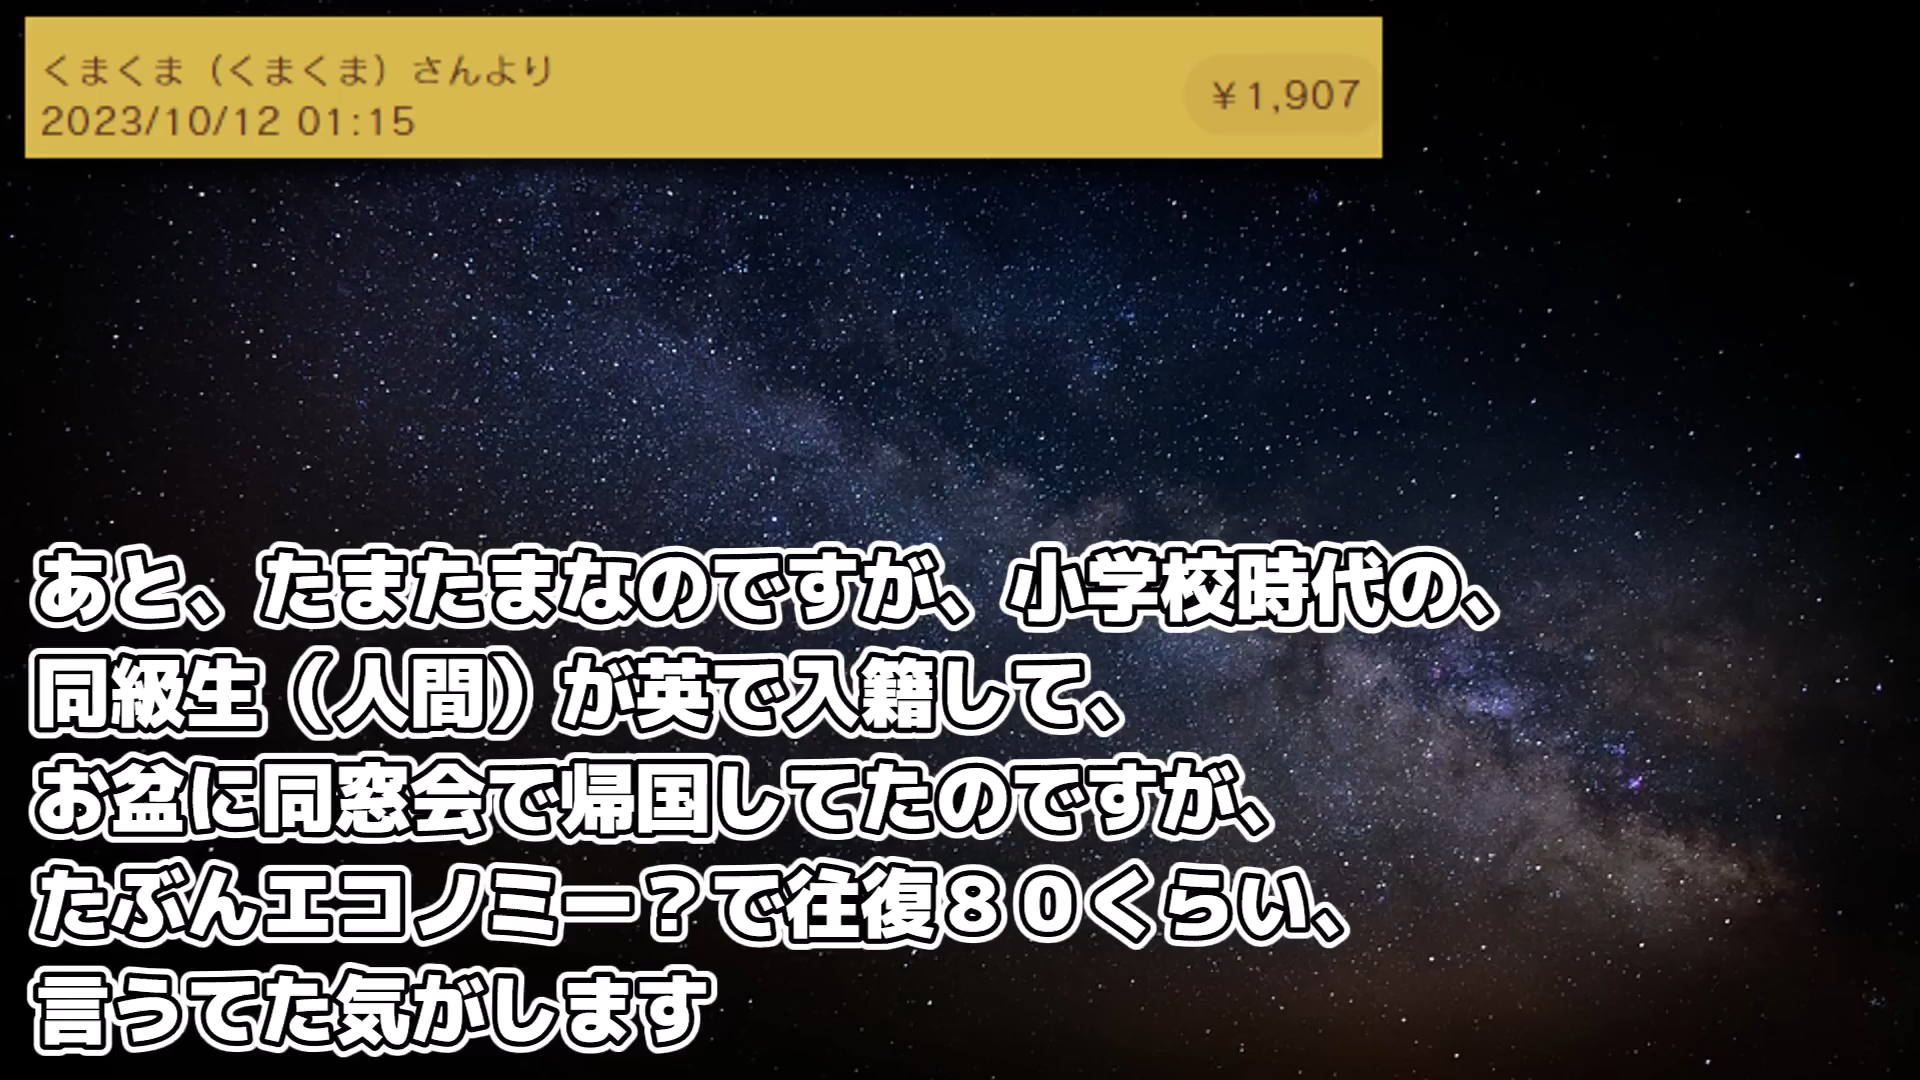 くまくま（くまくま）さんより
2023/10/12 01:15
￥1,907
あと、たまたまなのですが、小学校時代の、
同級生（人間）が英で入籍して、
お盆に同窓会で帰国してたのですが、
たぶんエコノミー？で往復８０くらい、
言うてた気がします